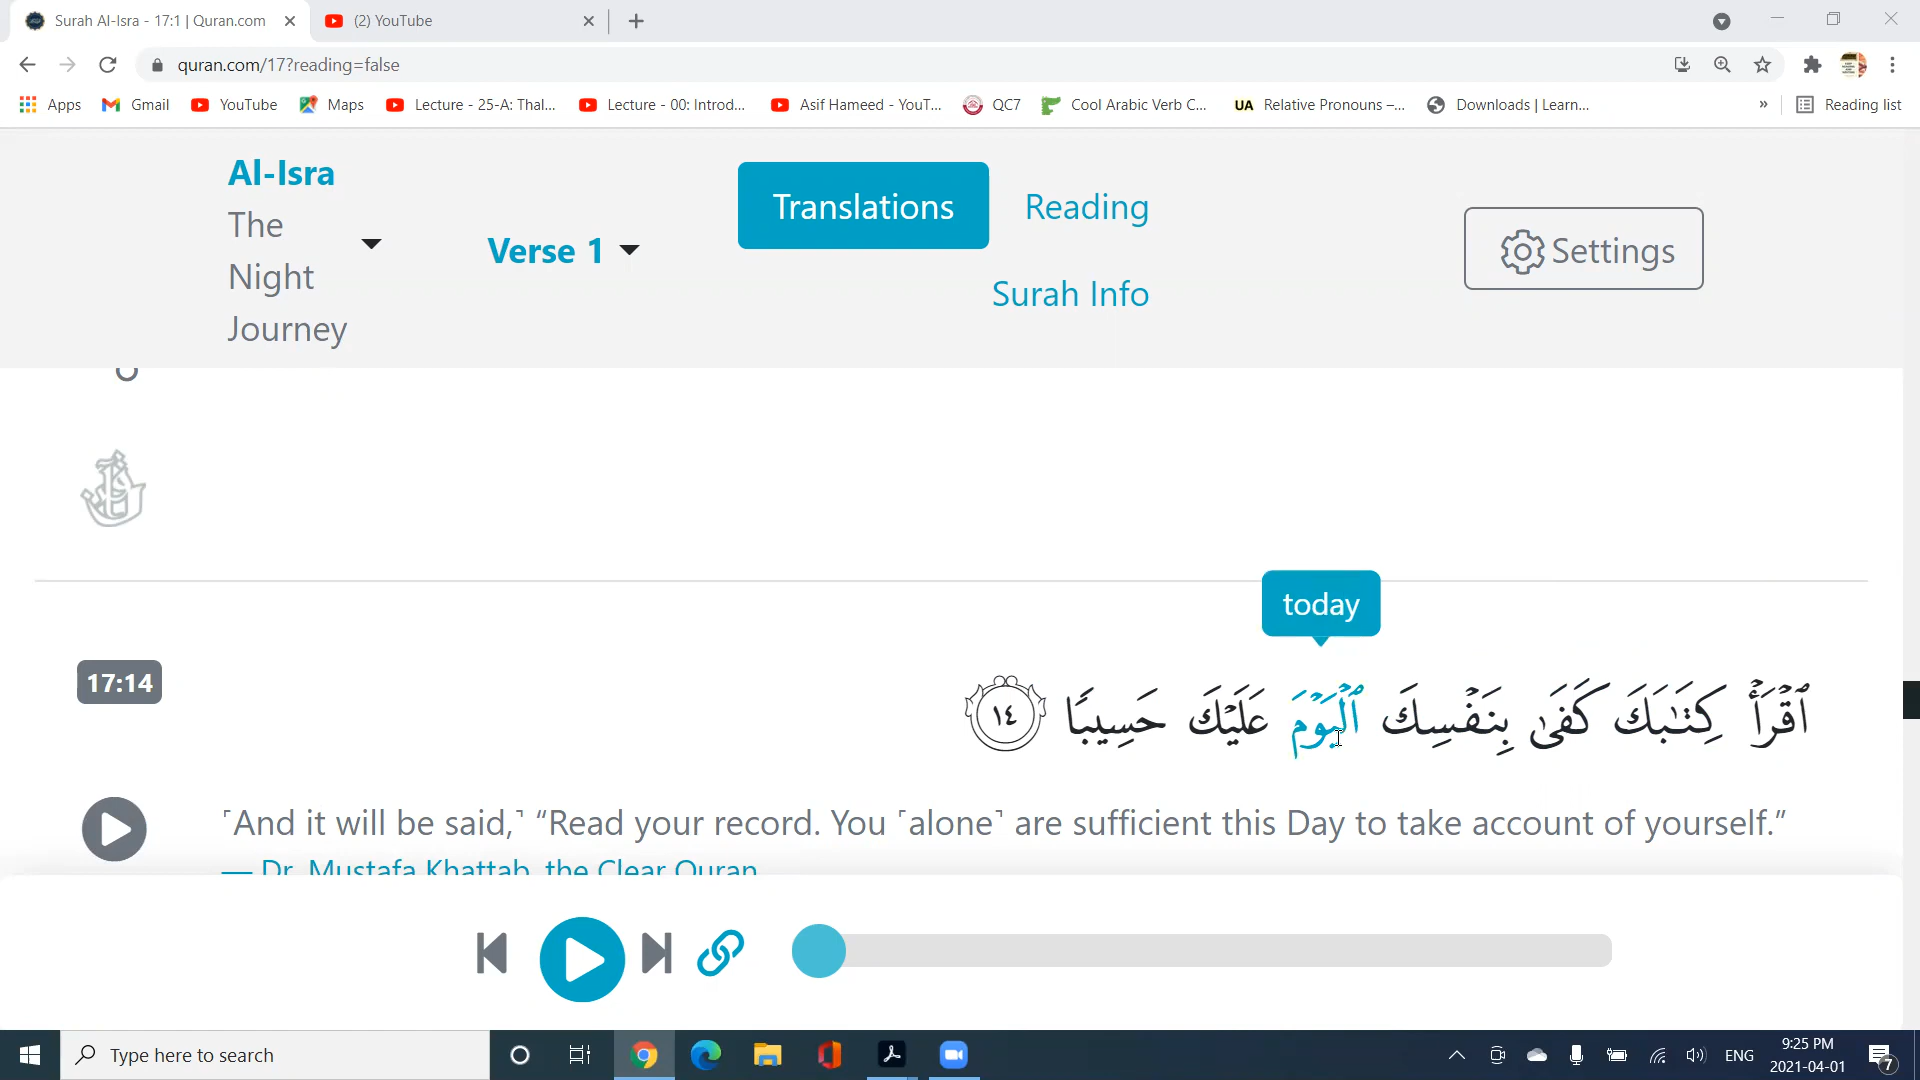 Surah Al-Isra - 17:1 | Quran.com
(2) YouTube
quran.com/17?reading=false
Apps
Gmail
YouTube
Maps
Lecture - 25-A: Thal...
Lecture - 00: Introd...
Asif Hameed - YouT...
QC7
Cool Arabic Verb C...
UA
Relative Pronouns –...
Downloads | Learn...
»
Reading list
Al-Isra
The
Night
Journey
Verse 1
Translations
Reading
Surah Info
Settings
today
17:14
ٱقْرَأْ كِتَـٰبَكَ كَفَىٰ بِنَفْسِكَ ٱلْيَوْمَ عَلَيْكَ حَسِيبًا ١٤
˹And it will be said,˺ “Read your record. You ˹alone˺ are sufficient this Day to take account of yourself.”
— Dr. Mustafa Khattab, the Clear Quran
Type here to search
ENG
9:25 PM
2021-04-01
7